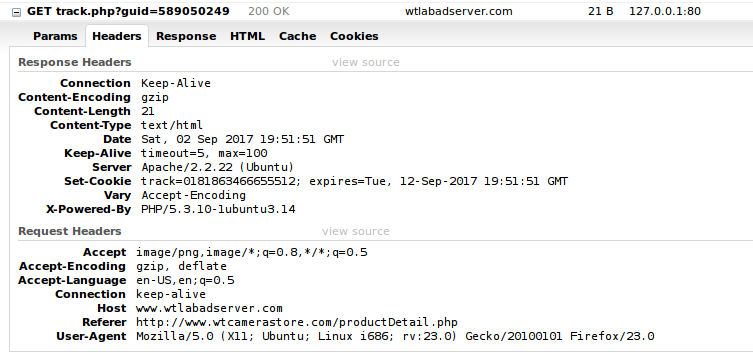 GET track.php?guid=589050249 200 OK wtlabadserver.com 21 B 127.0.0.1:80
Params Headers Response HTML Cache Cookies
Response Headers view source
Connection Keep-Alive
Content-Encoding gzip
Content-Length 21
Content-Type text/html
Date Sat, 02 Sep 2017 19:51:51 GMT
Keep-Alive timeout=5, max=100
Server Apache/2.2.22 (Ubuntu)
Set-Cookie track=0181863466655512; expires=Tue, 12-Sep-2017 19:51:51 GMT
Vary Accept-Encoding
X-Powered-By PHP/5.3.10-1ubuntu3.14
Request Headers view source
Accept image/png,image/*;q=0.8,*/*;q=0.5
Accept-Encoding gzip, deflate
Accept-Language en-US,en;q=0.5
Connection keep-alive
Host www.wtlabadserver.com
Referer http://www.wtcamerastore.com/productDetail.php
User-Agent Mozilla/5.0 (X11; Ubuntu; Linux i686; rv:23.0) Gecko/20100101 Firefox/23.0